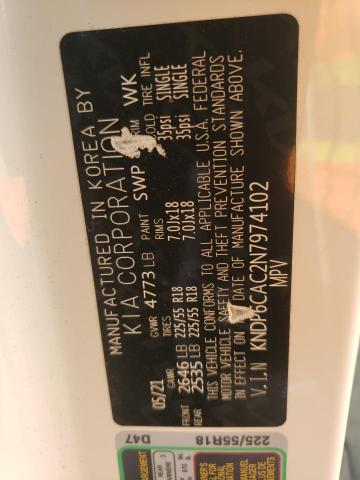 MANUFACTURED IN KOREA BY
KIA CORPORATION
05/21 GVWR 4773 LB PAINT SWP WK
GAWR TIRES RIMS COLD TIRE INFL
FRONT 2646 LB 225/55 R18 7.0Jx18 35psi SINGLE
REAR 2535 LB 225/55 R18 7.0Jx18 35psi SINGLE
THIS VEHICLE CONFORMS TO ALL APPLICABLE U.S.A. FEDERAL
MOTOR VEHICLE SAFETY AND THEFT PREVENTION STANDARDS
IN EFFECT ON DATE OF MANUFACTURE SHOWN ABOVE.
V.I.N KNDP6CAC2N7974102
MPV
D47
225/55R18